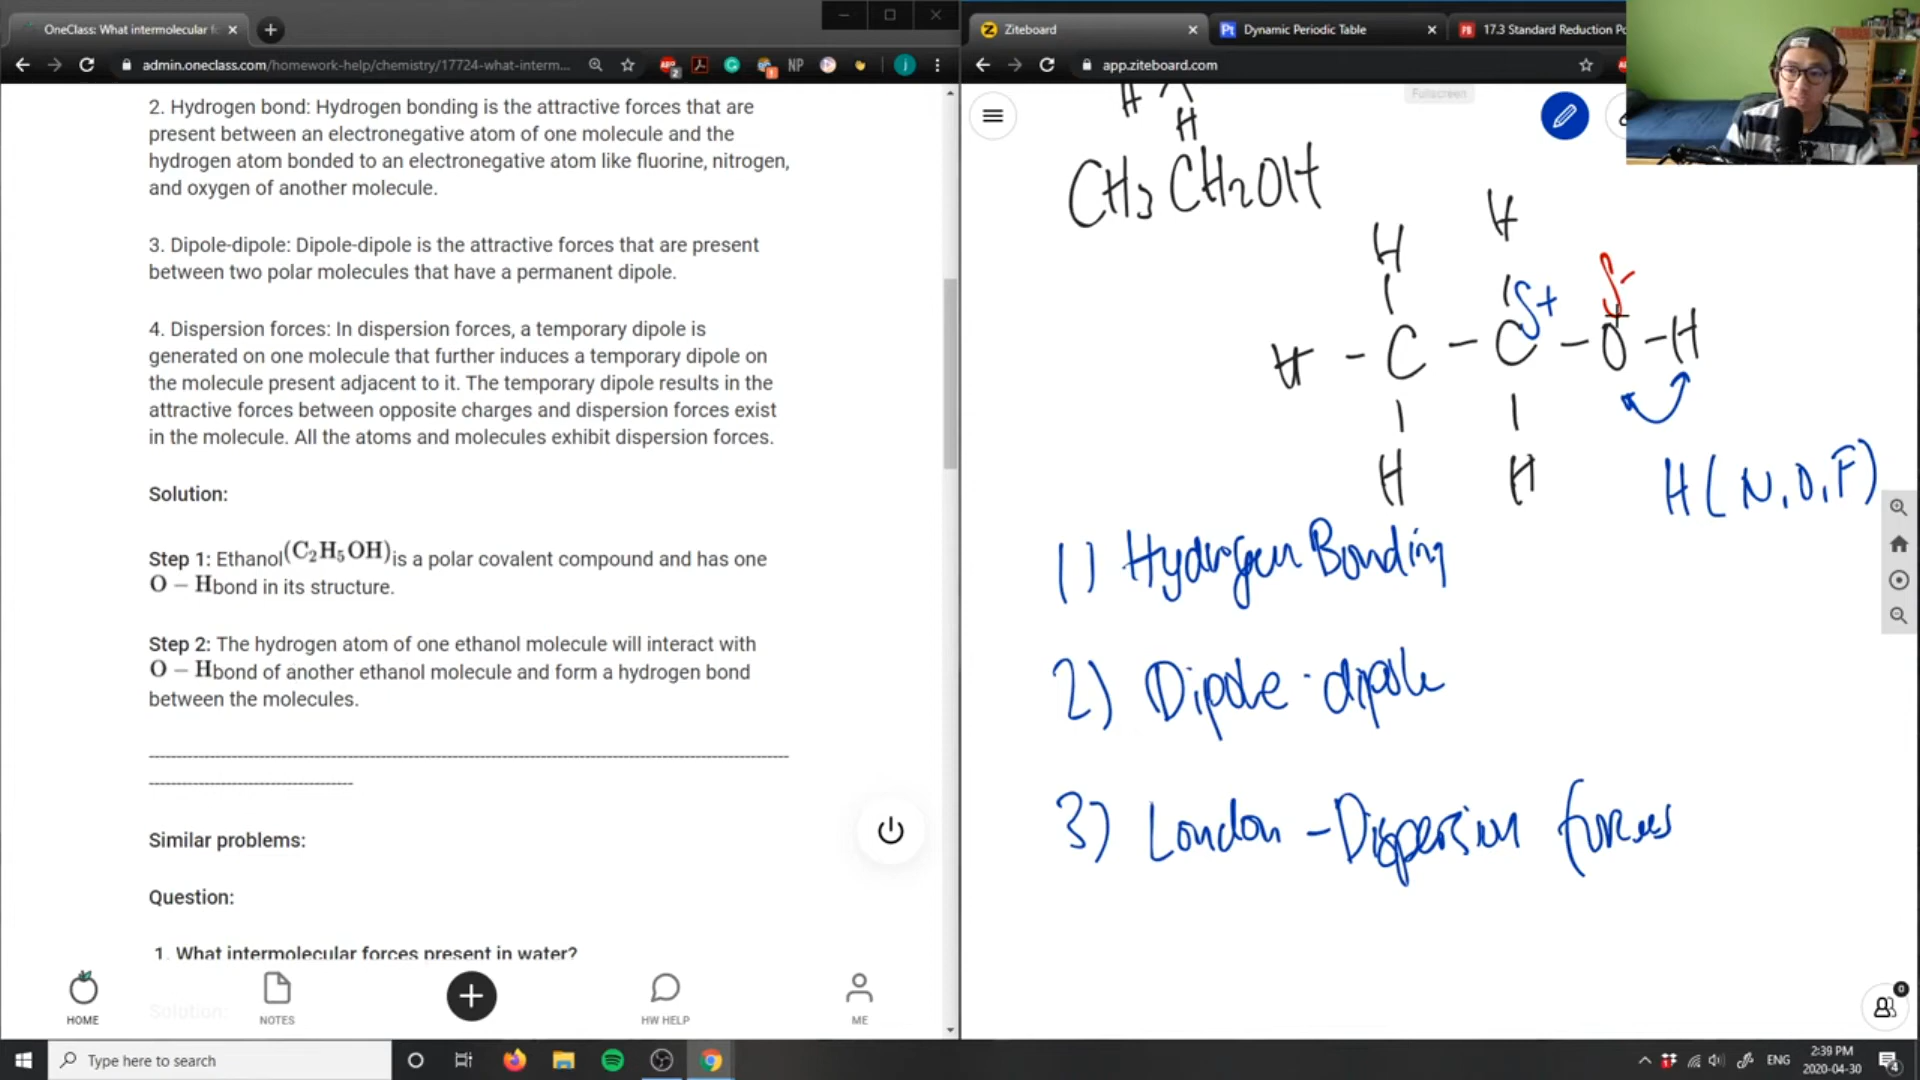 OneClass: What intermolecular f
admin.oneclass.com/homework-help/chemistry/17724-what-interm...
2
NP
i
2. Hydrogen bond: Hydrogen bonding is the attractive forces that are
present between an electronegative atom of one molecule and the
hydrogen atom bonded to an electronegative atom like fluorine, nitrogen,
and oxygen of another molecule.
3. Dipole-dipole: Dipole-dipole is the attractive forces that are present
between two polar molecules that have a permanent dipole.
4. Dispersion forces: In dispersion forces, a temporary dipole is
generated on one molecule that further induces a temporary dipole on
the molecule present adjacent to it. The temporary dipole results in the
attractive forces between opposite charges and dispersion forces exist
in the molecule. All the atoms and molecules exhibit dispersion forces.
Solution:
Step 1: Ethanol(C₂H₅OH)is a polar covalent compound and has one
O − Hbond in its structure.
Step 2: The hydrogen atom of one ethanol molecule will interact with
O − Hbond of another ethanol molecule and form a hydrogen bond
between the molecules.
Similar problems:
Question:
1. What intermolecular forces present in water?
Solution:
HOME
NOTES
HW HELP
ME
Ziteboard
Pt Dynamic Periodic Table
17.3 Standard Reduction Po
app.ziteboard.com
Fullscreen
H
H
CH3CH2OH
H
H
δ+
δ-
H - C - C - O - H
H
H
H(N,O,F)
1) Hydrogen Bonding
2) Dipole-dipole
3) London-Dispersion forces
0
Type here to search
ENG
2:39 PM
2020-04-30
4